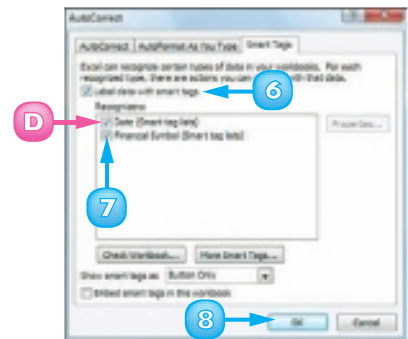 AutoCorrect
AutoCorrect AutoFormat As You Type Smart Tags
Excel can recognize certain types of data in your workbooks. For each
recognized type, there are actions you can with that data.
Label data with smart tags
6
Recognizers
D
Date (Smart tag lists)
Properties...
Financial Symbol (Smart tag lists)
7
Check Workbook... More Smart Tags...
Show smart tags as Button Only
Embed smart tags in this workbook
8
OK Cancel